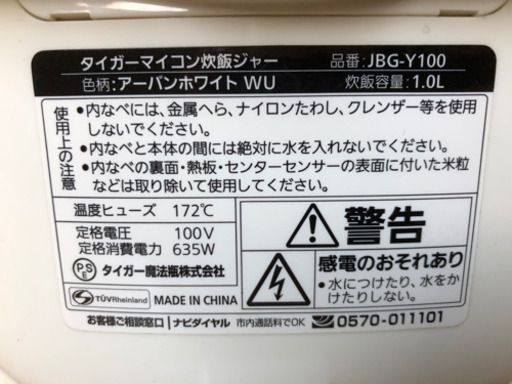 タイガーマイコン炊飯ジャー 品番：JBG-Y100
色柄：アーバンホワイト WU 炊飯容量：1.0L
使用上の注意
●内なべには、金属へら、ナイロンたわし、クレンザー等を使用
しないでください。
●内なべと本体の間には絶対に水を入れないでください。
●内なべの裏面・熱板・センターセンサーの表面に付いた米粒
などは取り除いて使用してください。
温度ヒューズ 172℃
定格電圧 100V
定格消費電力 635W
PSE タイガー魔法瓶株式会社
TÜVRheinland MADE IN CHINA
警告
感電のおそれあり
●水につけたり、水をか
けたりしない。
お客様ご相談窓口 ナビダイヤル 市内通話料でOK 0570-011101